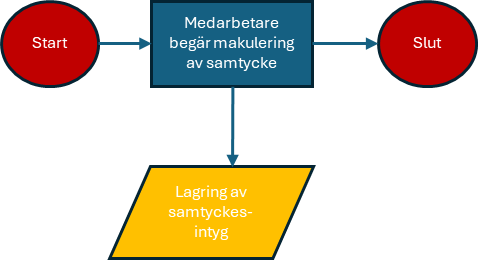 Start
Medarbetare
begär makulering
av samtycke
Slut
Lagring av
samtyckes-
intyg